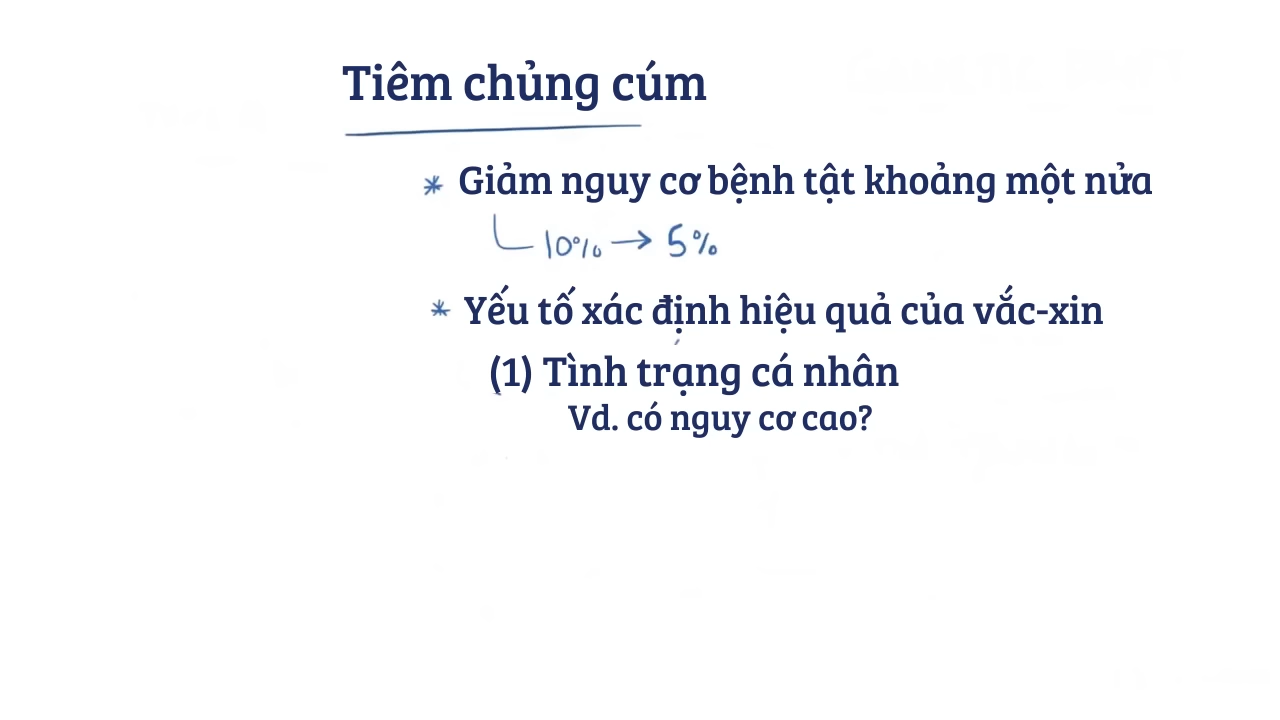 Tiêm chủng cúm
* Giảm nguy cơ bệnh tật khoảng một nửa
10% → 5%
* Yếu tố xác định hiệu quả của vắc-xin
(1) Tình trạng cá nhân
Vd. có nguy cơ cao?